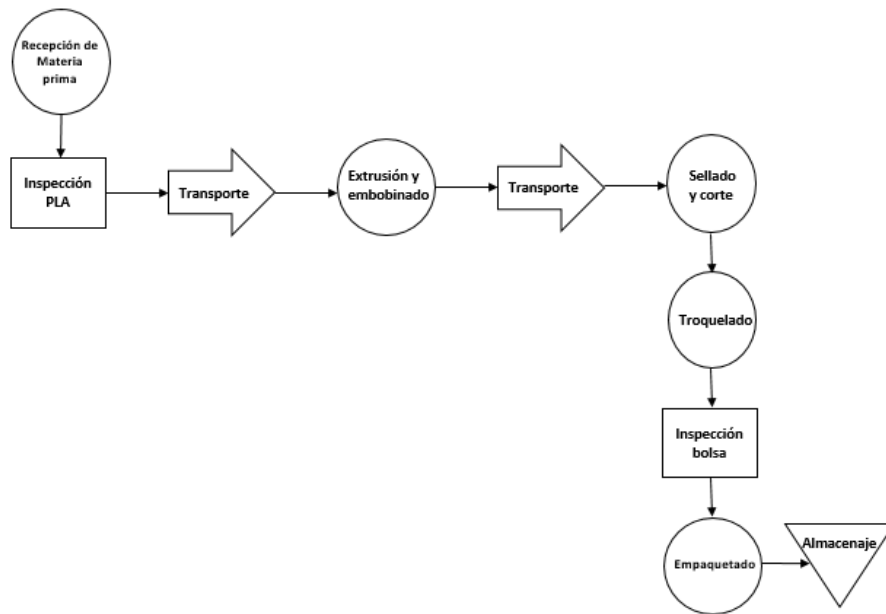 Recepción de
Materia
prima
Inspección
PLA
Transporte
Extrusión y
embobinado
Transporte
Sellado
y corte
Troquelado
Inspección
bolsa
Empaquetado
Almacenaje